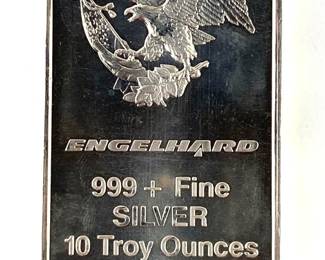 ENGELHARD
999+ Fine
SILVER
10 Troy Ounces